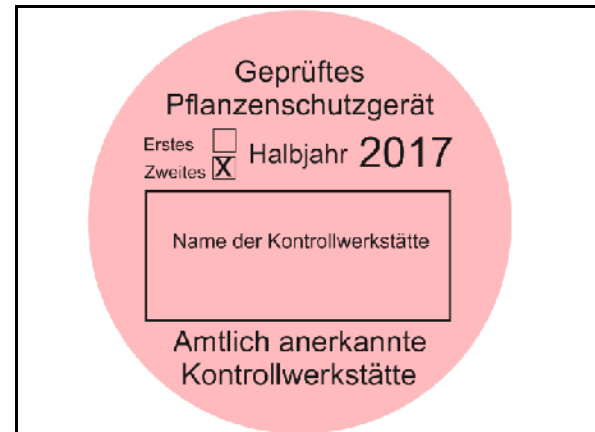 Geprüftes
Pflanzenschutzgerät
Erstes
Zweites X Halbjahr 2017
Name der Kontrollwerkstätte
Amtlich anerkannte
Kontrollwerkstätte